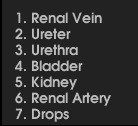 1. Renal Vein
2. Ureter
3. Urethra
4. Bladder
5. Kidney
6. Renal Artery
7. Drops